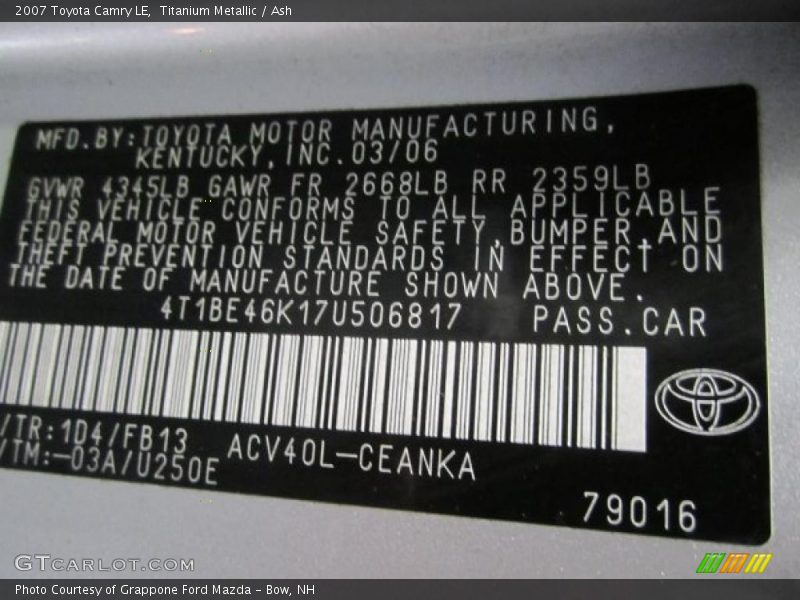 2007 Toyota Camry LE, Titanium Metallic / Ash
MFD.BY:TOYOTA MOTOR MANUFACTURING,
KENTUCKY,INC.03/06
GVWR 4345LB GAWR FR 2668LB RR 2359LB
THIS VEHICLE CONFORMS TO ALL APPLICABLE
FEDERAL MOTOR VEHICLE SAFETY,BUMPER,AND
THEFT PREVENTION STANDARDS IN EFFECT ON
THE DATE OF MANUFACTURE SHOWN ABOVE.
4T1BE46K17U506817 PASS.CAR
/TR:1D4/FB13 ACV40L-CEANKA
/TM:-03A/U250E
79016
GTCARLOT.COM
Photo Courtesy of Grappone Ford Mazda - Bow, NH